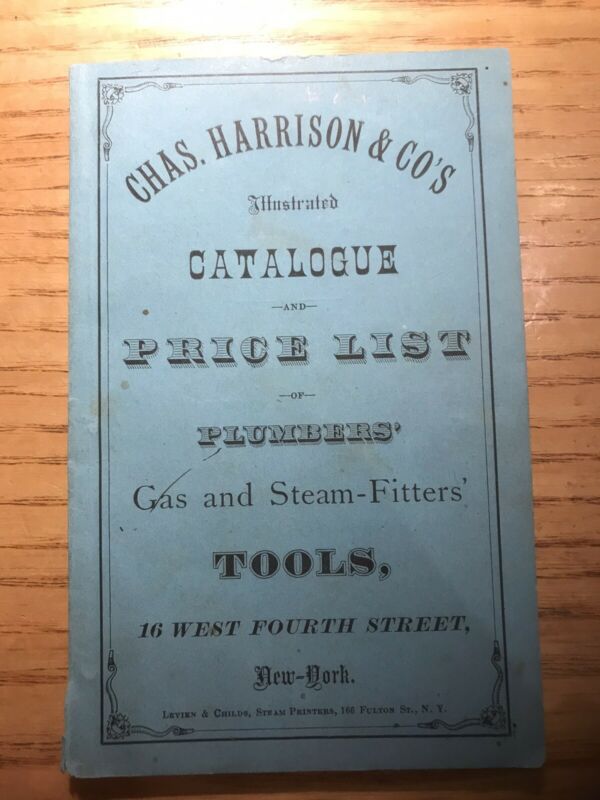 CHAS. HARRISON & CO'S
Illustrated
CATALOGUE
—AND—
PRICE LIST
—OF—
PLUMBERS'
Gas and Steam-Fitters'
TOOLS,
16 WEST FOURTH STREET,
New-York.
LEVIEN & CHILDS, STEAM PRINTERS, 166 FULTON ST., N. Y.